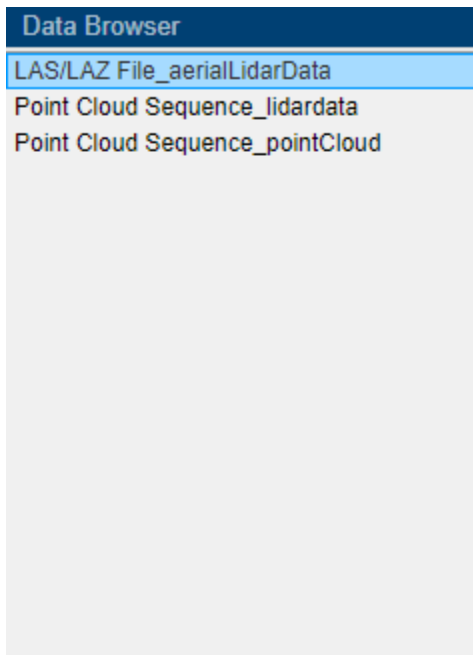 Data Browser
LAS/LAZ File_aerialLidarData
Point Cloud Sequence_lidardata
Point Cloud Sequence_pointCloud